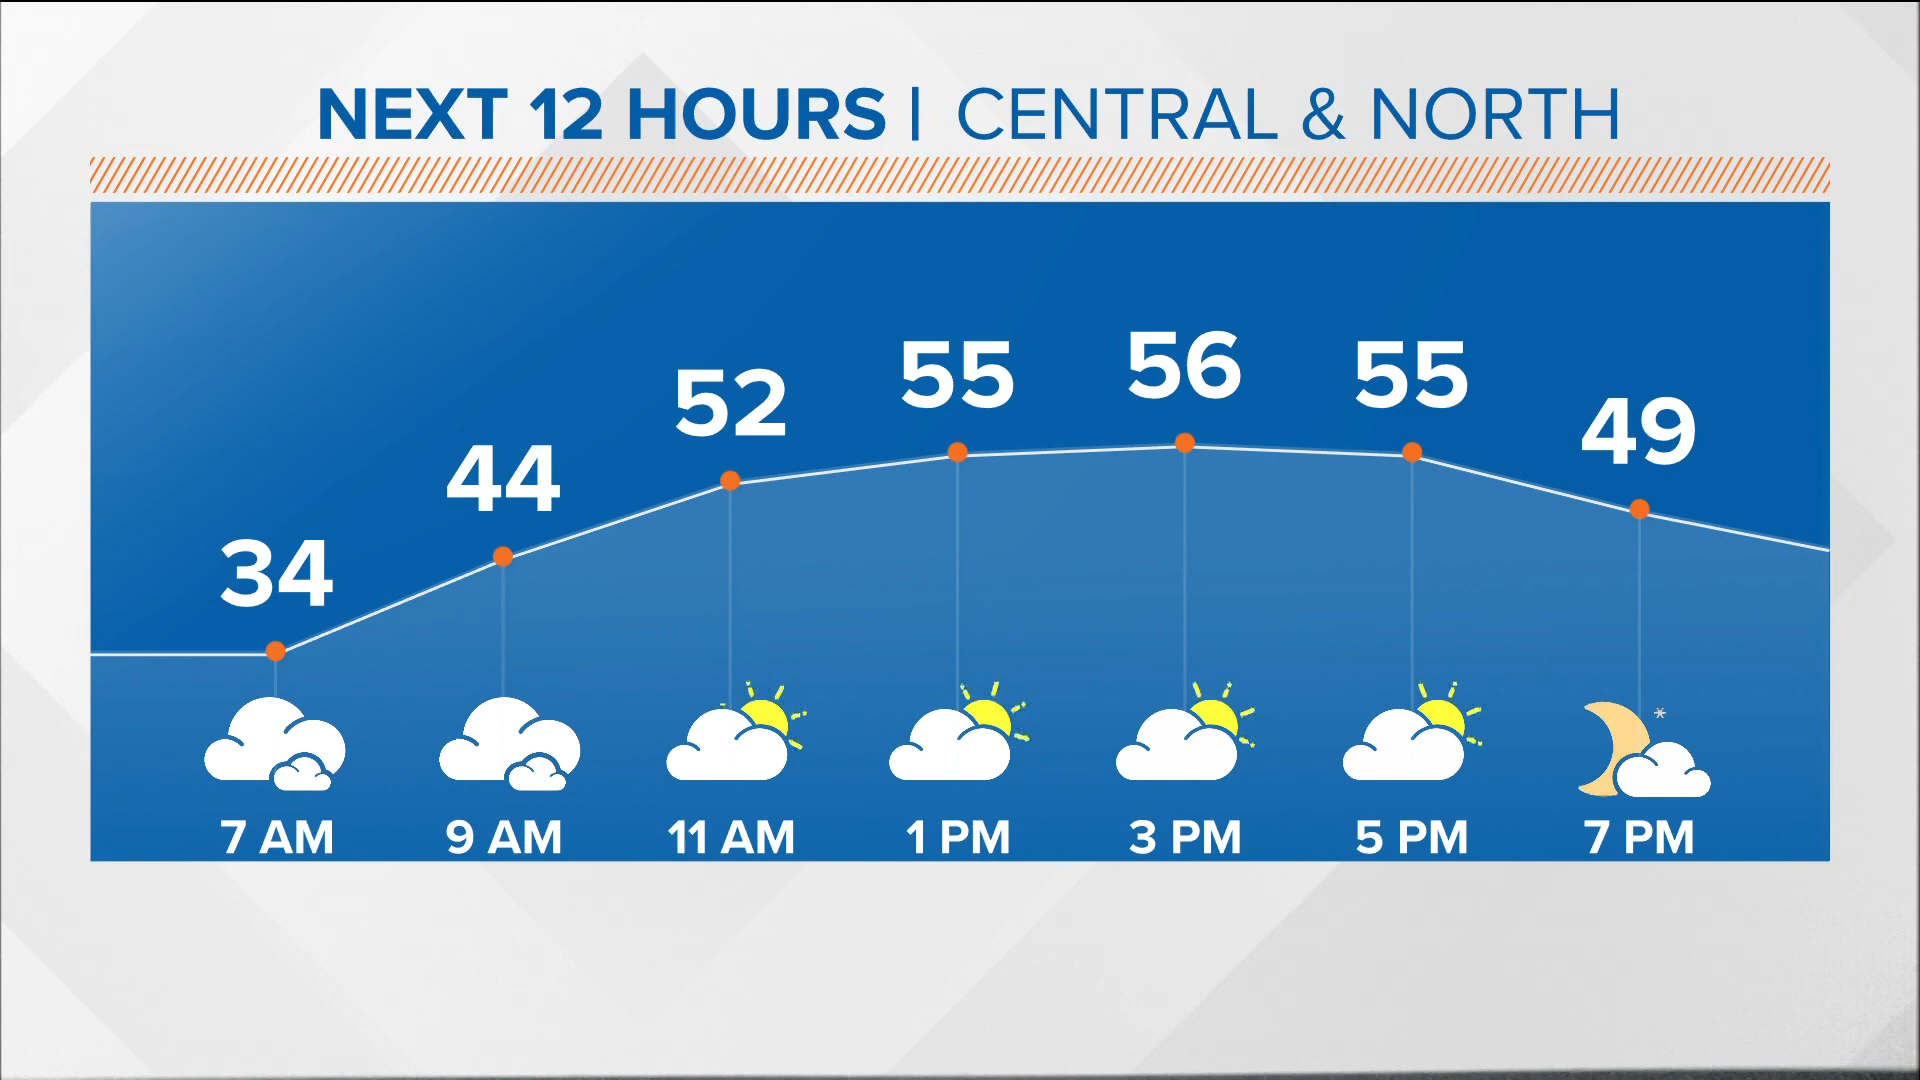 NEXT 12 HOURS | CENTRAL & NORTH
34 44 52 55 56 55 49
7 AM 9 AM 11 AM 1 PM 3 PM 5 PM 7 PM